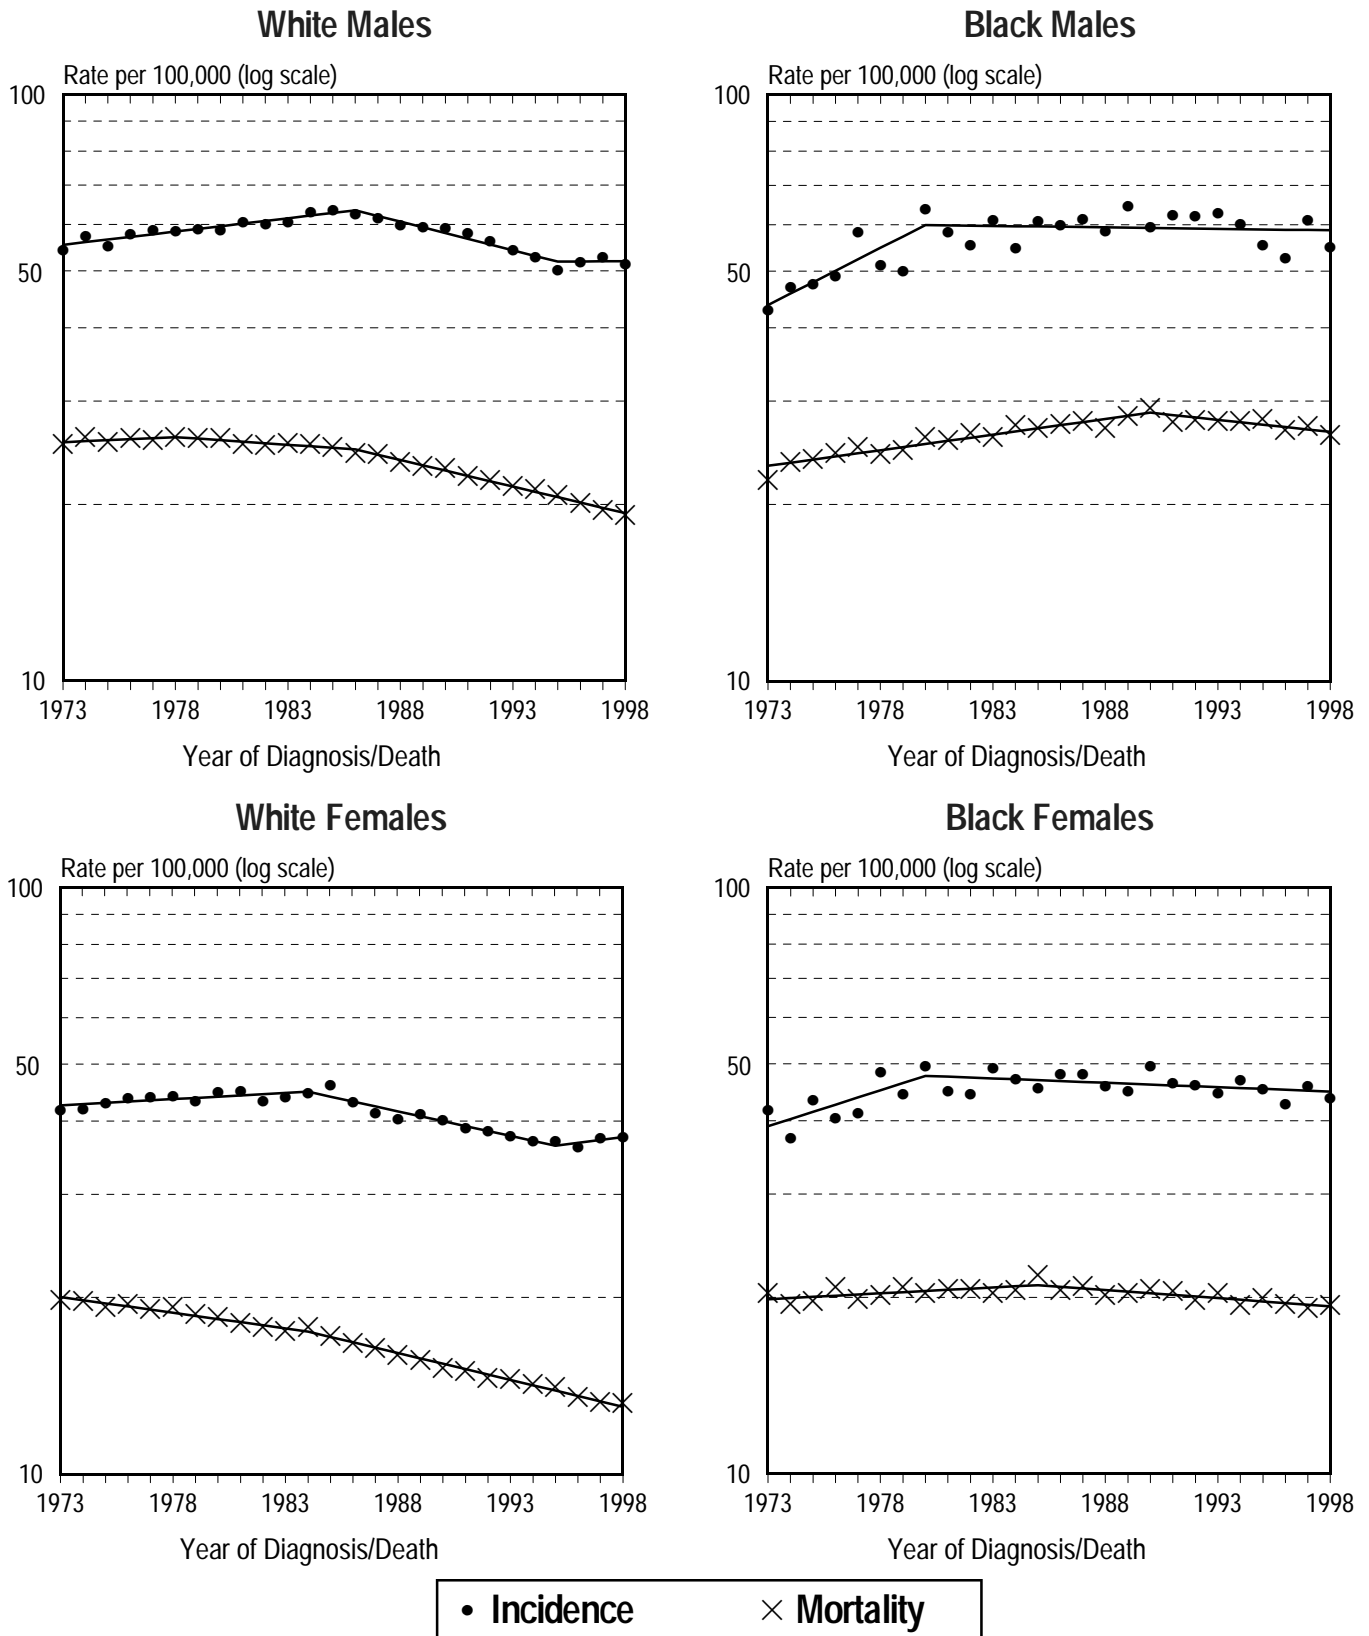 White Males
Rate per 100,000 (log scale)
100
50
10
1973 1978 1983 1988 1993 1998
Year of Diagnosis/Death
Black Males
Rate per 100,000 (log scale)
100
50
10
1973 1978 1983 1988 1993 1998
Year of Diagnosis/Death
White Females
Rate per 100,000 (log scale)
100
50
10
1973 1978 1983 1988 1993 1998
Year of Diagnosis/Death
Black Females
Rate per 100,000 (log scale)
100
50
10
1973 1978 1983 1988 1993 1998
Year of Diagnosis/Death
Incidence Mortality